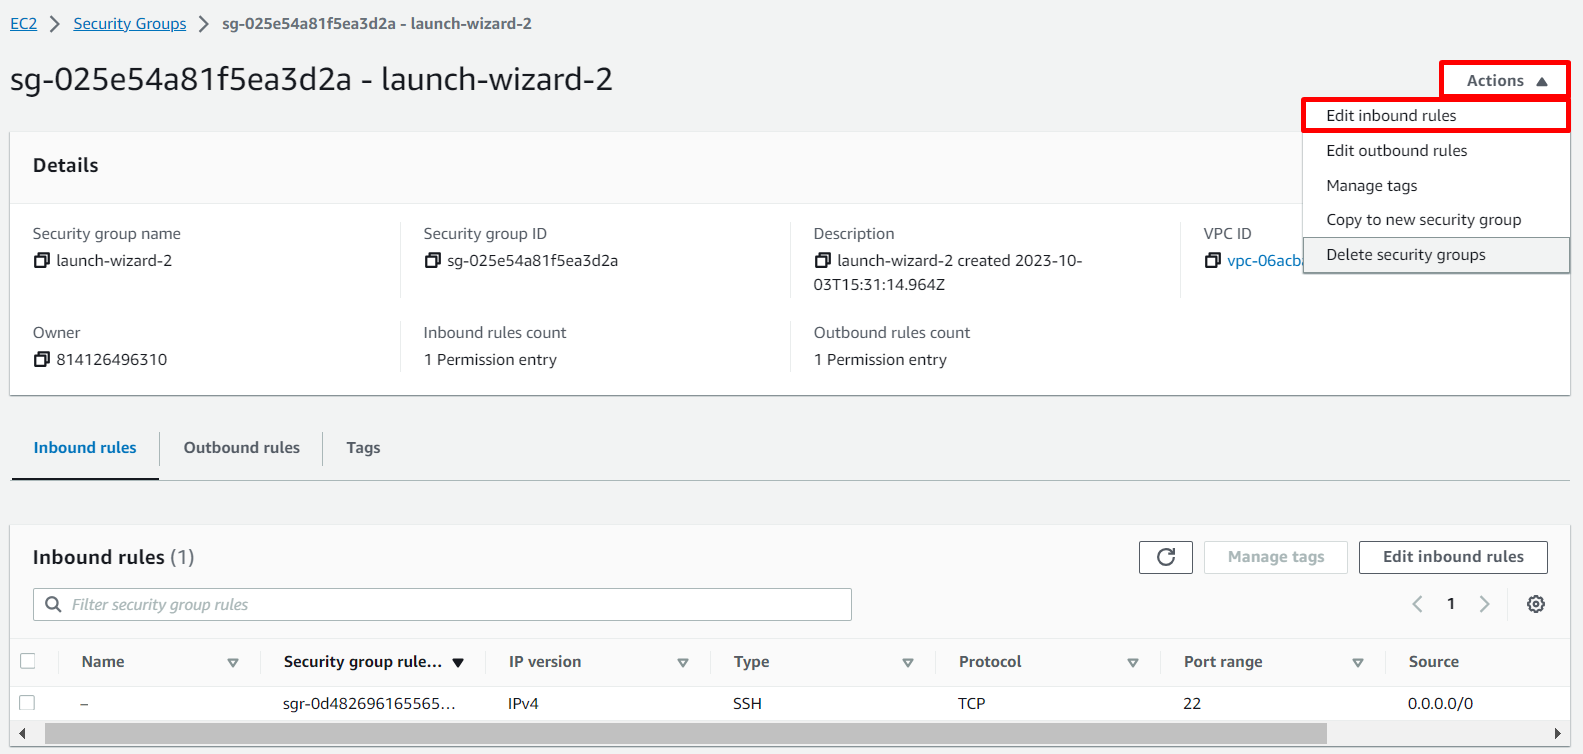 EC2 > Security Groups > sg-025e54a81f5ea3d2a - launch-wizard-2
sg-025e54a81f5ea3d2a - launch-wizard-2
Actions
Edit inbound rules
Edit outbound rules
Manage tags
Copy to new security group
Delete security groups
Details
Security group name
launch-wizard-2
Security group ID
sg-025e54a81f5ea3d2a
Description
launch-wizard-2 created 2023-10-
03T15:31:14.964Z
VPC ID
vpc-06acb
Owner
814126496310
Inbound rules count
1 Permission entry
Outbound rules count
1 Permission entry
Inbound rules Outbound rules Tags
Inbound rules (1)
Manage tags Edit inbound rules
Filter security group rules
1
Name Security group rule... IP version Type Protocol Port range Source
– sgr-0d482696165565... IPv4 SSH TCP 22 0.0.0.0/0